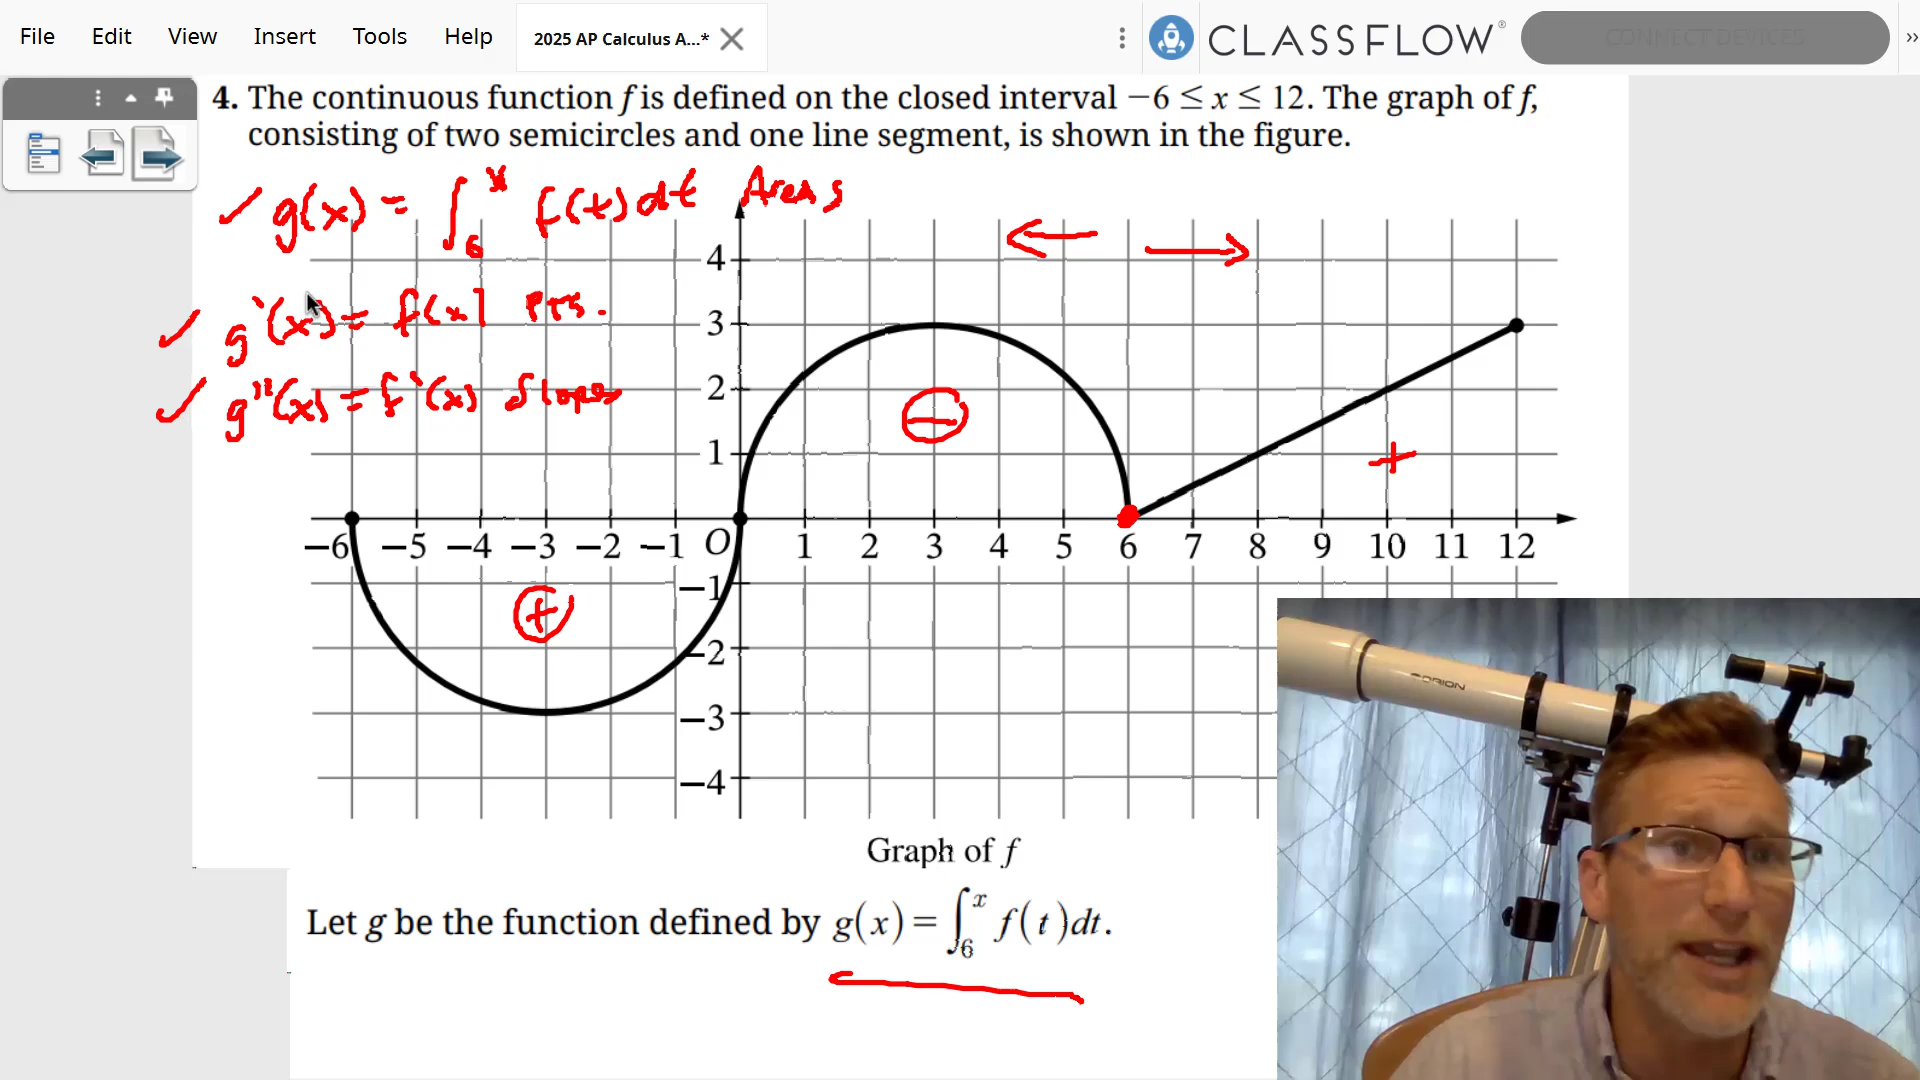 File Edit View Insert Tools Help 2025 AP Calculus A...* CLASSFLOW® CONNECT DEVICES
4. The continuous function f is defined on the closed interval −6 ≤ x ≤ 12. The graph of f,
consisting of two semicircles and one line segment, is shown in the figure.
g(x) = ∫₆ˣ f(t)dt Areas
g'(x) = f(x) pts.
g''(x) = f'(x) slopes
4
3
2
1
−6 −5 −4 −3 −2 −1 O 1 2 3 4 5 6 7 8 9 10 11 12
−1
−2
−3
−4
− + +
Graph of f
Let g be the function defined by g(x) = ∫₆ˣ f(t)dt.
ORION